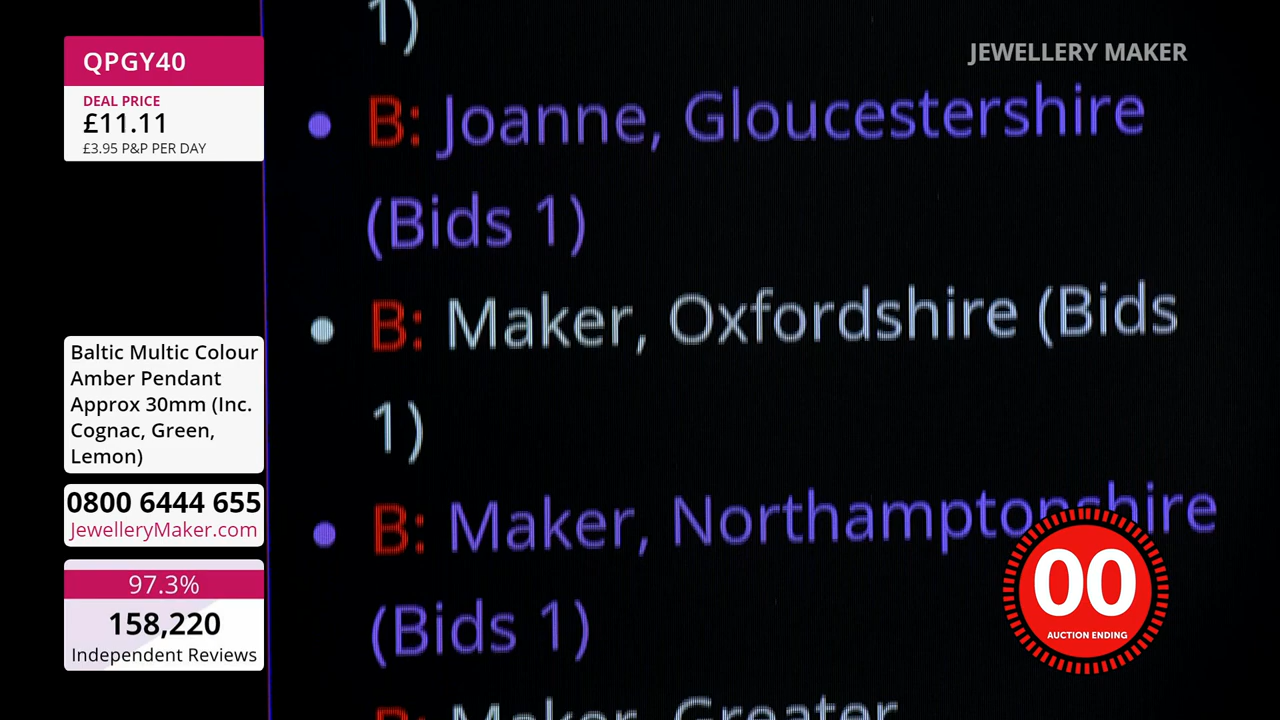 QPGY40
DEAL PRICE
£11.11
£3.95 P&P PER DAY
Baltic Multic Colour
Amber Pendant
Approx 30mm (Inc.
Cognac, Green,
Lemon)
0800 6444 655
JewelleryMaker.com
97.3%
158,220
Independent Reviews
JEWELLERY MAKER
1)
B: Joanne, Gloucestershire
(Bids 1)
B: Maker, Oxfordshire (Bids
1)
B: Maker, Northamptonshire
(Bids 1)
B: Maker, Greater
00
AUCTION ENDING